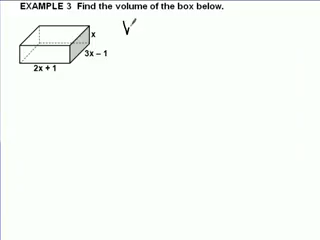 EXAMPLE 3 Find the volume of the box below.
V
x
3x – 1
2x + 1